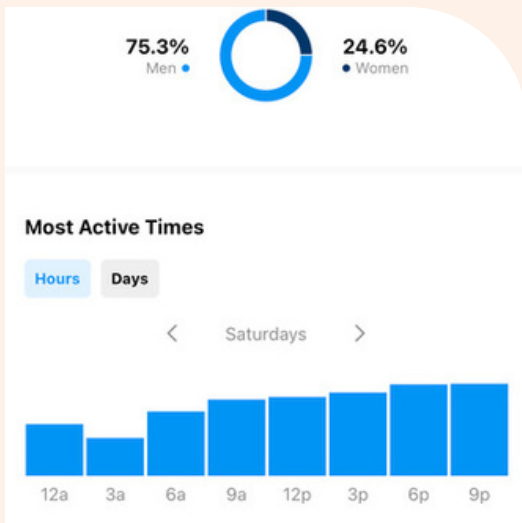 75.3%
Men
24.6%
Women
Most Active Times
Hours Days
Saturdays
12a 3a 6a 9a 12p 3p 6p 9p